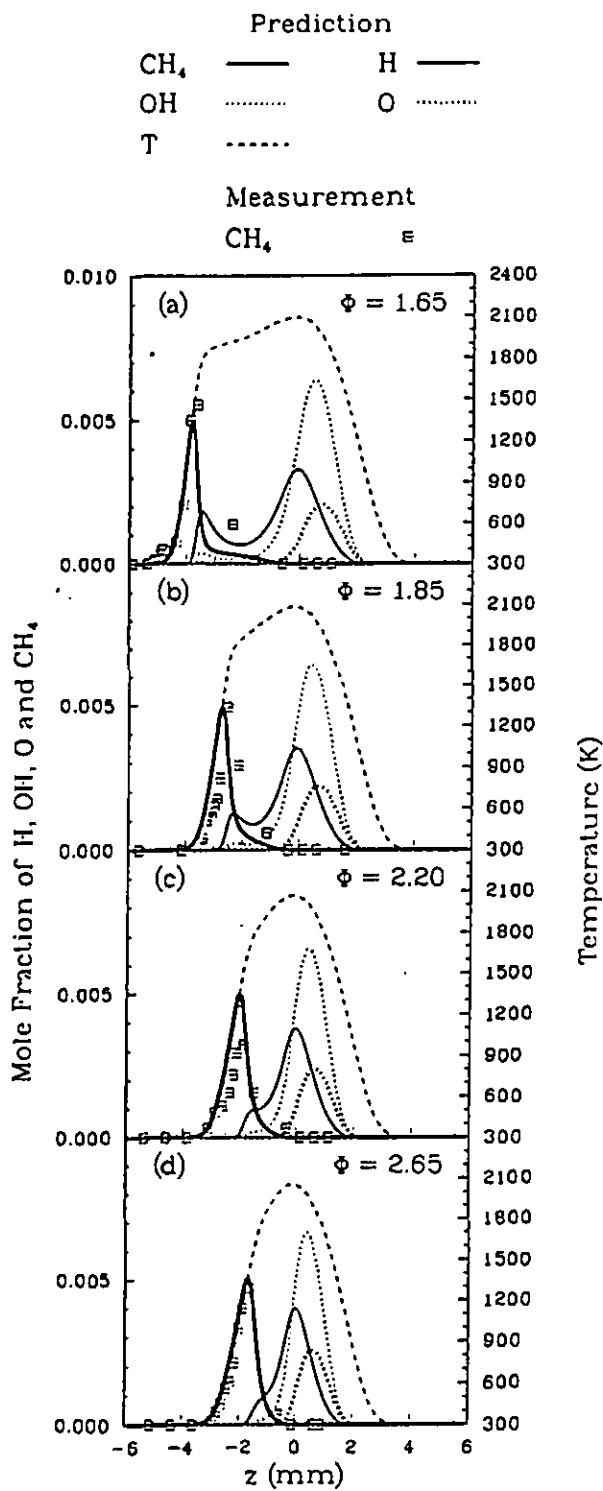 Prediction
CH₄ H
OH O
T
Measurement
CH₄
Mole Fraction of H, OH, O and CH₄
Temperature (K)
0.010 (a) Φ = 1.65 2400
2100
1800
0.005 1500
1200
900
600
0.000 300
(b) Φ = 1.85
2100
1800
0.005 1500
1200
900
600
0.000 300
(c) Φ = 2.20
2100
1800
0.005 1500
1200
900
600
0.000 300
(d) Φ = 2.65
2100
1800
0.005 1500
1200
900
600
0.000 300
-6 -4 -2 0 2 4 6
z (mm)